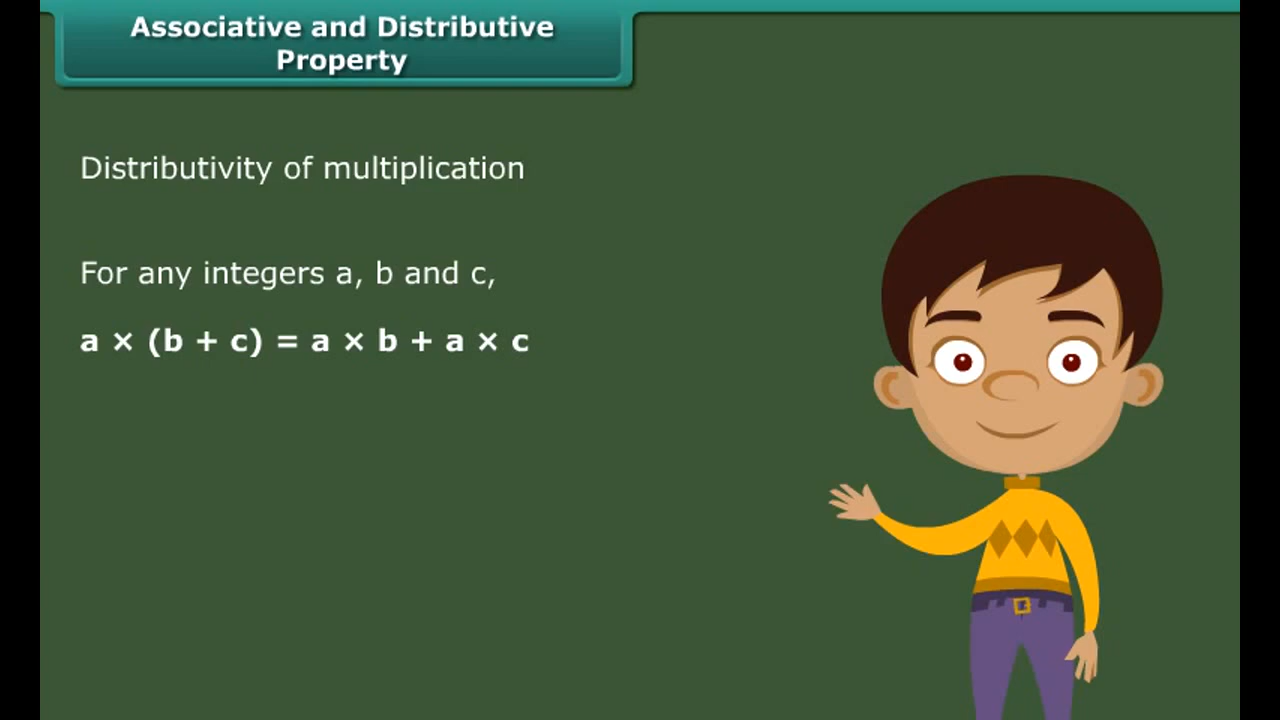 Associative and Distributive
Property
Distributivity of multiplication
For any integers a, b and c,
a × (b + c) = a × b + a × c